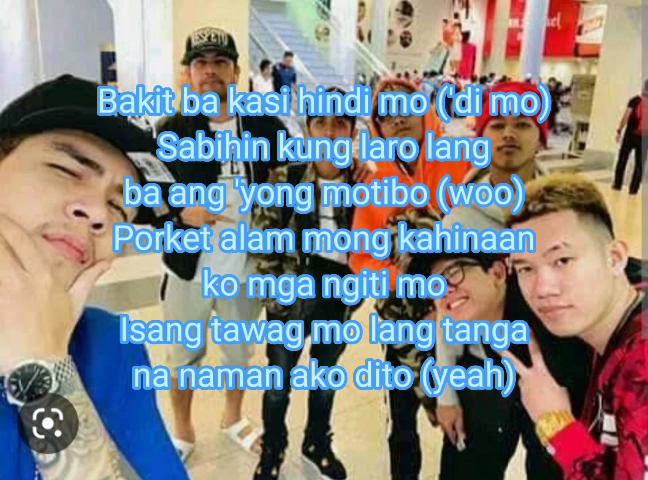 RESPETO
Bakit ba kasi hindi mo ('di mo)
Sabihin kung laro lang
ba ang 'yong motibo (woo)
Porket alam mong kahinaan
ko mga ngiti mo
Isang tawag mo lang tanga
na naman ako dito (yeah)